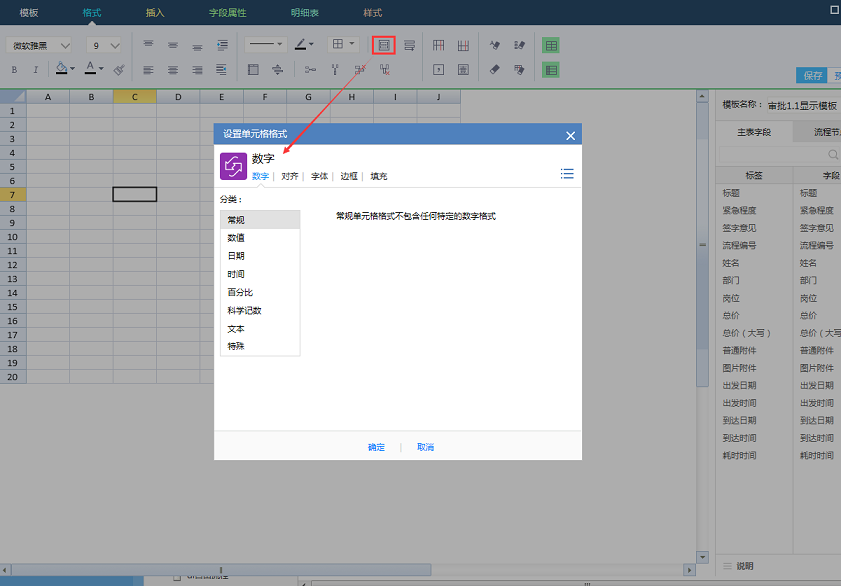 模板 格式 插入 字段属性 明细表 样式
微软雅黑 9
B I A
保存 预
A B C D E F G H I J
模板名称： 审批1.1显示模板
1
2
设置单元格格式
主表字段 流程节点
3
4
数字
5
数字 | 对齐 | 字体 | 边框 | 填充
标签 字段
6
标题 标题
7
分类：
紧急程度 紧急程度
8
常规
常规单元格格式不包含任何特定的数字格式
签字意见 签字意见
9
数值
流程编号 流程编号
10
日期
姓名 姓名
11
时间
部门 部门
12
百分比
岗位 岗位
13
科学记数
总价 总价
14
文本
总价（大写） 总价（大写
15
特殊
普通附件 普通附件
16
图片附件 图片附件
17
出发日期 出发日期
18
出发时间 出发时间
19
到达日期 到达日期
20
到达时间 到达时间
耗时时间 耗时时间
确定 | 取消
说明